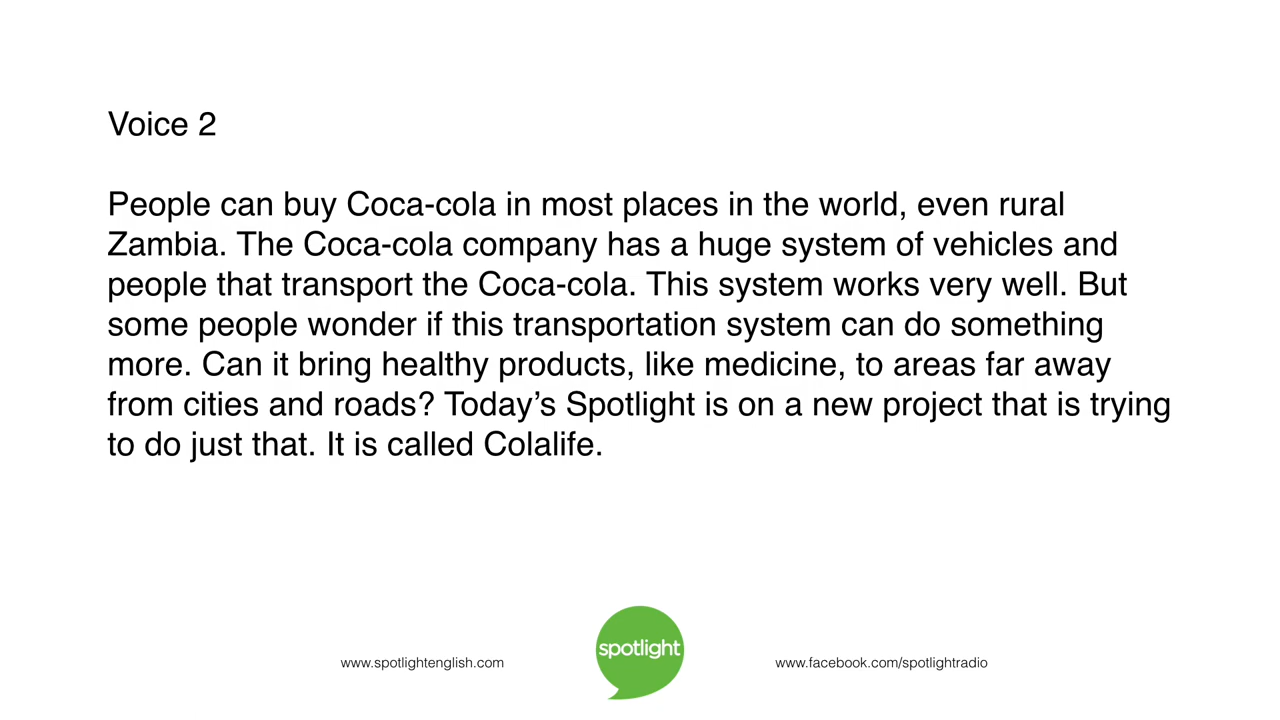 Voice 2
People can buy Coca-cola in most places in the world, even rural
Zambia. The Coca-cola company has a huge system of vehicles and
people that transport the Coca-cola. This system works very well. But
some people wonder if this transportation system can do something
more. Can it bring healthy products, like medicine, to areas far away
from cities and roads? Today’s Spotlight is on a new project that is trying
to do just that. It is called Colalife.
www.spotlightenglish.com
spotlight
www.facebook.com/spotlightradio